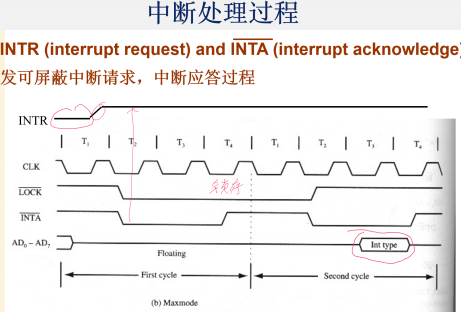 中断处理过程
INTR (interrupt request) and INTA (interrupt acknowledge)
发可屏蔽中断请求，中断应答过程
INTR
T₁ T₂ T₃ T₄ T₁ T₂ T₃ T₄
CLK
LOCK
INTA
AD₀ – AD₇
Floating
Int type
First cycle
Second cycle
(b) Maxmode